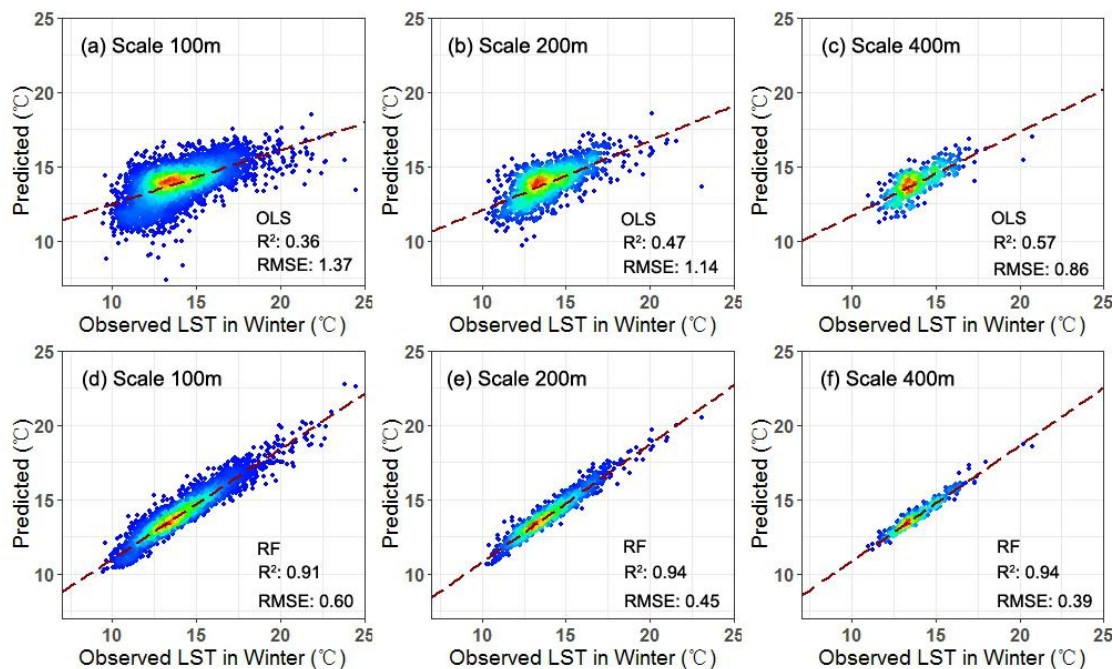 (a) Scale 100m
25
20
15
10
Predicted (℃)
OLS
R²: 0.36
RMSE: 1.37
10 15 20 25
Observed LST in Winter (℃)
(b) Scale 200m
25
20
15
10
Predicted (℃)
OLS
R²: 0.47
RMSE: 1.14
10 15 20 25
Observed LST in Winter (℃)
(c) Scale 400m
25
20
15
10
Predicted (℃)
OLS
R²: 0.57
RMSE: 0.86
10 15 20 25
Observed LST in Winter (℃)
(d) Scale 100m
25
20
15
10
Predicted (℃)
RF
R²: 0.91
RMSE: 0.60
10 15 20 25
Observed LST in Winter (℃)
(e) Scale 200m
25
20
15
10
Predicted (℃)
RF
R²: 0.94
RMSE: 0.45
10 15 20 25
Observed LST in Winter (℃)
(f) Scale 400m
25
20
15
10
Predicted (℃)
RF
R²: 0.94
RMSE: 0.39
10 15 20 25
Observed LST in Winter (℃)